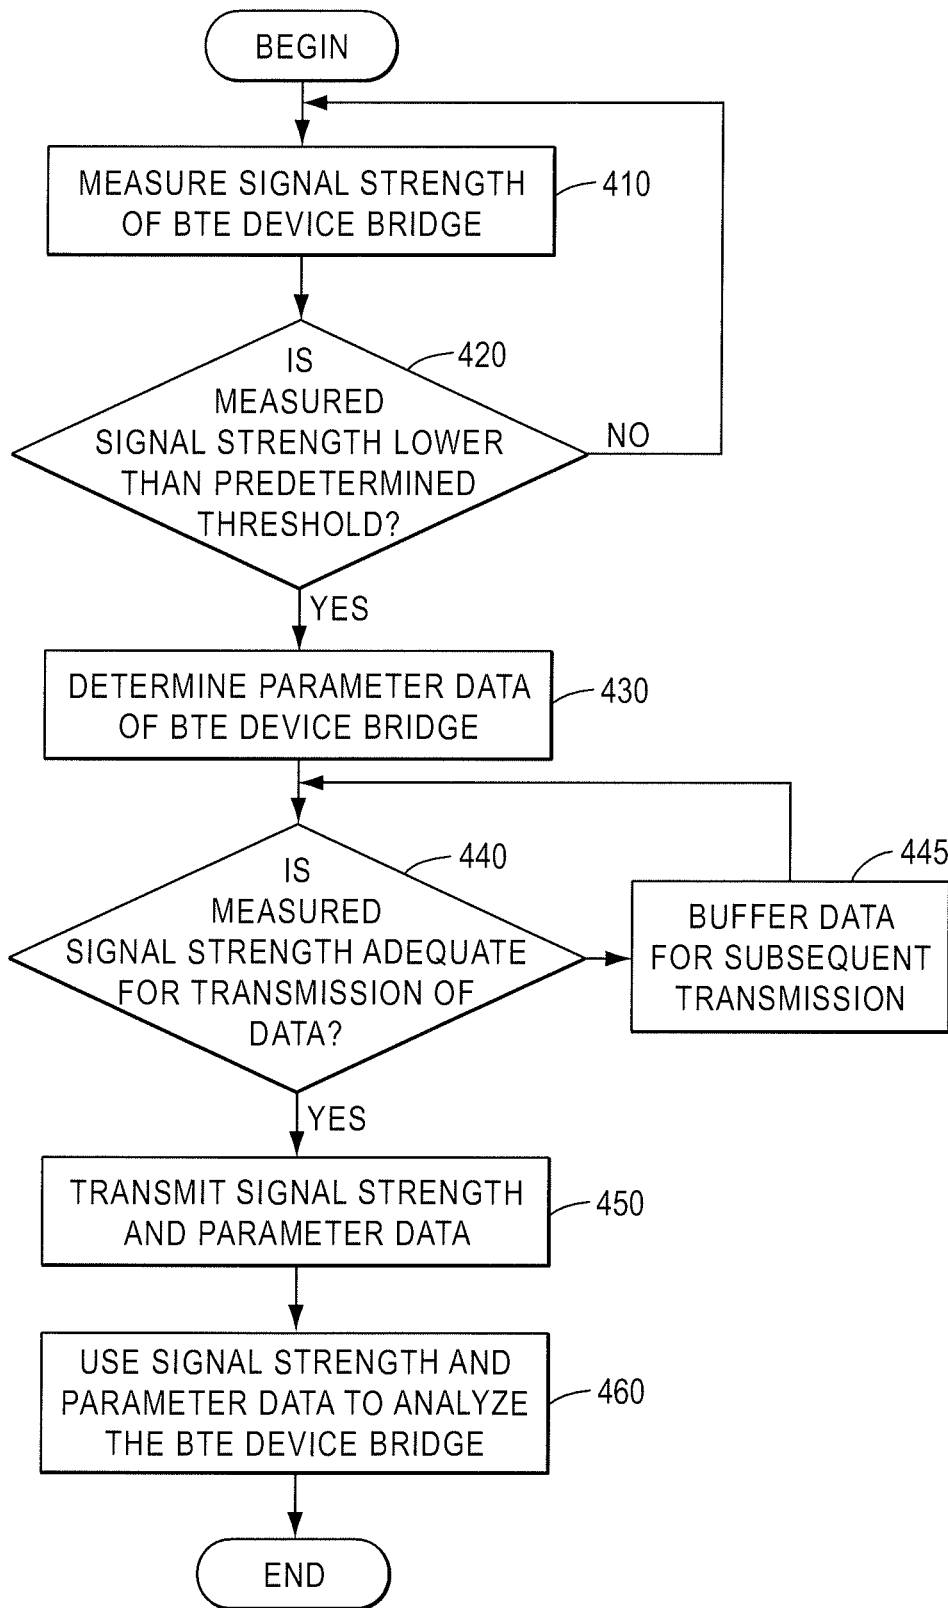 BEGIN
MEASURE SIGNAL STRENGTH
OF BTE DEVICE BRIDGE
410
IS
MEASURED
SIGNAL STRENGTH LOWER
THAN PREDETERMINED
THRESHOLD?
420
NO
YES
DETERMINE PARAMETER DATA
OF BTE DEVICE BRIDGE
430
IS
MEASURED
SIGNAL STRENGTH ADEQUATE
FOR TRANSMISSION OF
DATA?
440
445
BUFFER DATA
FOR SUBSEQUENT
TRANSMISSION
YES
TRANSMIT SIGNAL STRENGTH
AND PARAMETER DATA
450
USE SIGNAL STRENGTH AND
PARAMETER DATA TO ANALYZE
THE BTE DEVICE BRIDGE
460
END